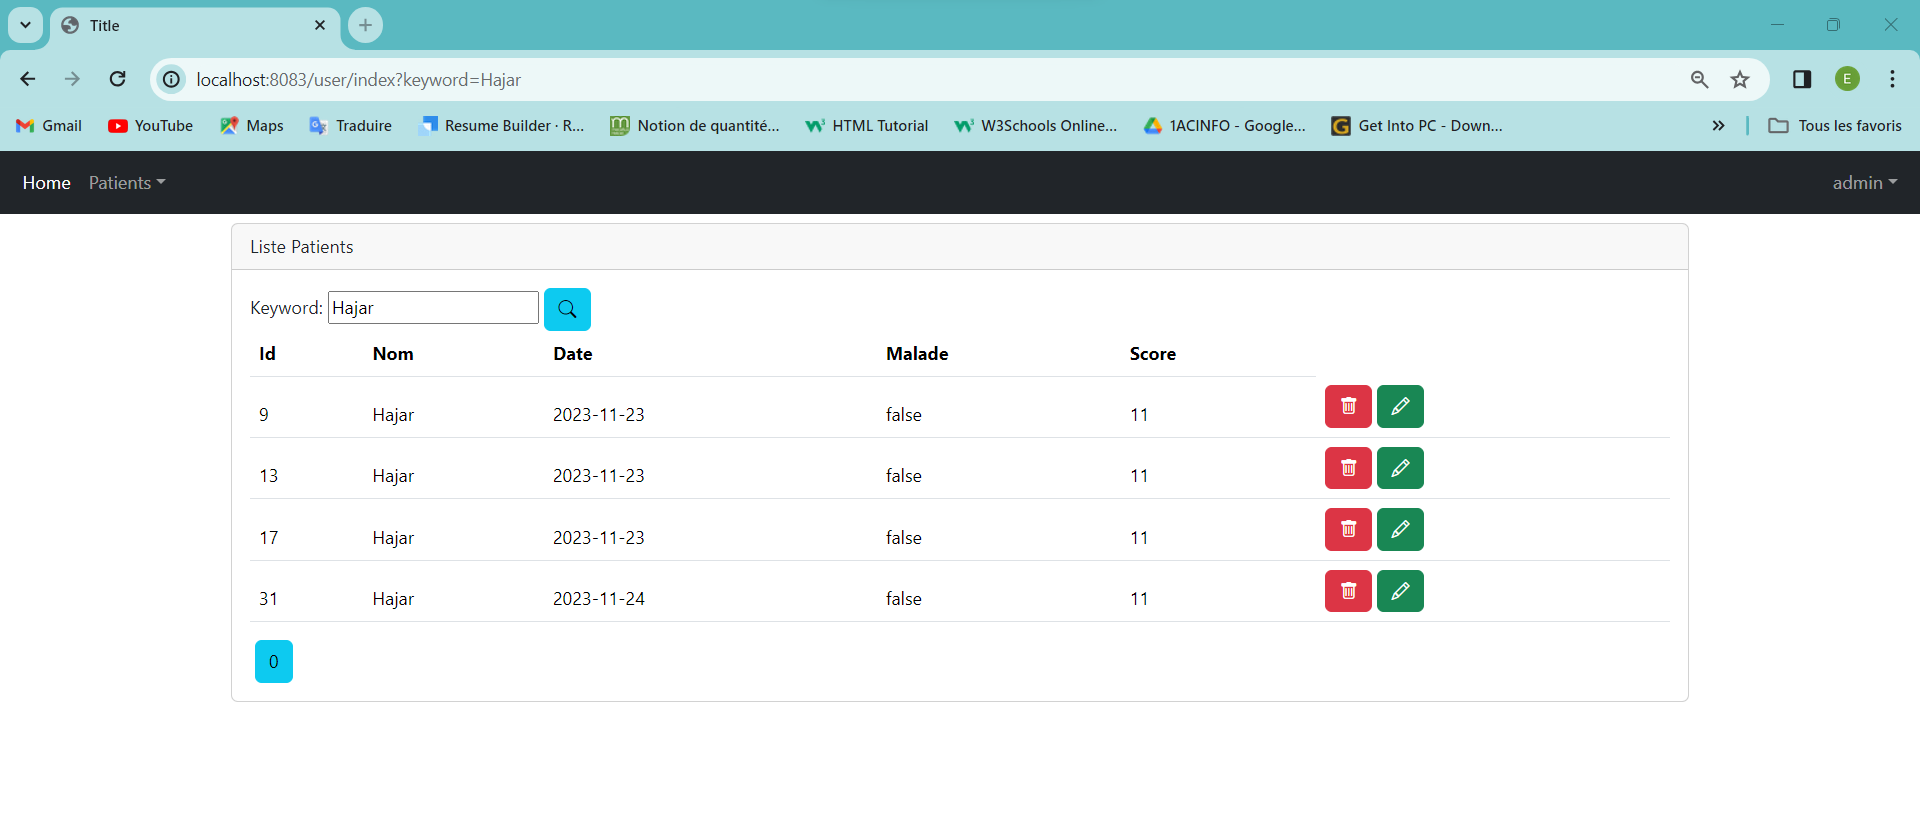 Title
localhost:8083/user/index?keyword=Hajar
E
Gmail YouTube Maps Traduire Resume Builder · R... Notion de quantité... HTML Tutorial W3Schools Online... 1ACINFO - Google... Get Into PC - Down... Tous les favoris
Home Patients admin
Liste Patients
Keyword: Hajar
Id Nom Date Malade Score
9 Hajar 2023-11-23 false 11
13 Hajar 2023-11-23 false 11
17 Hajar 2023-11-23 false 11
31 Hajar 2023-11-24 false 11
0